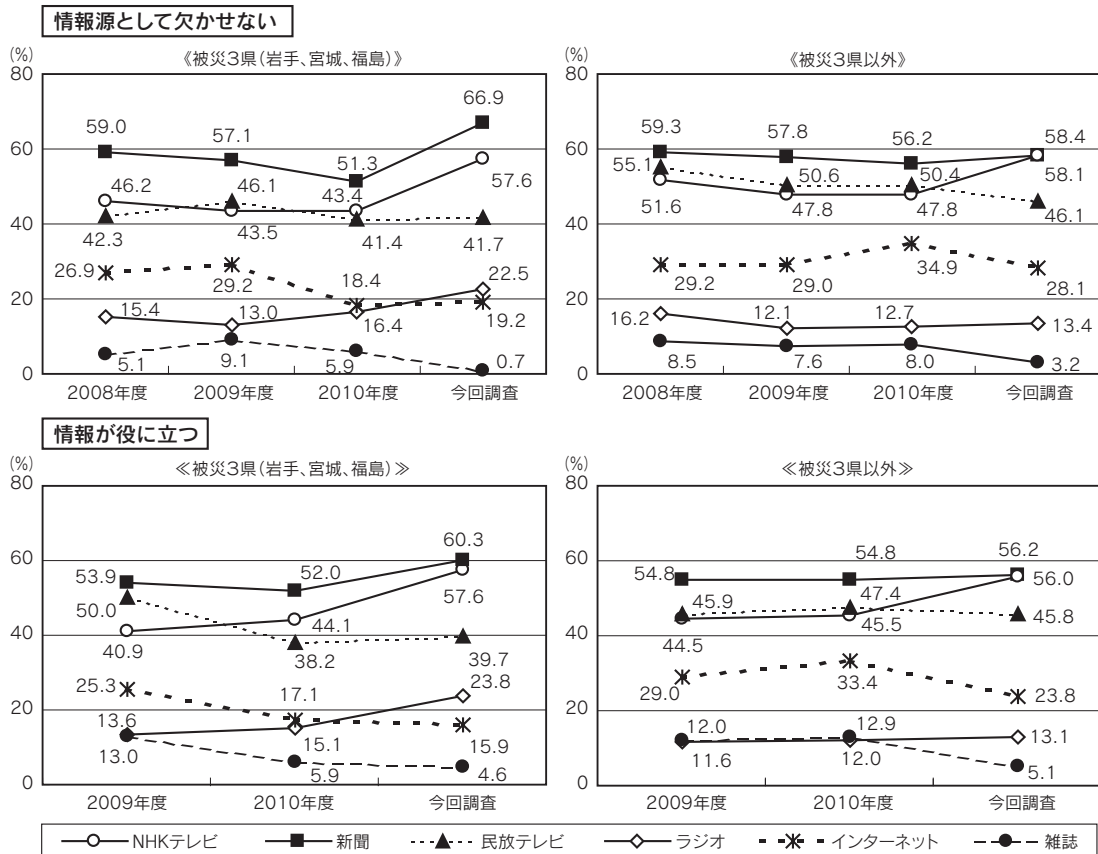 情報源として欠かせない
(%) 《被災3県(岩手、宮城、福島)》
80
60
40
20
0
59.0 57.1 51.3 66.9
46.2 46.1 43.4 57.6
42.3 43.5 41.4 41.7
26.9 29.2 18.4 22.5
15.4 13.0 16.4 19.2
5.1 9.1 5.9 0.7
2008年度 2009年度 2010年度 今回調査
(%) 《被災3県以外》
80
60
40
20
0
59.3 57.8 56.2 58.4
55.1 50.6 50.4 58.1
51.6 47.8 47.8 46.1
29.2 29.0 34.9 28.1
16.2 12.1 12.7 13.4
8.5 7.6 8.0 3.2
2008年度 2009年度 2010年度 今回調査
情報が役に立つ
(%) ≪被災3県(岩手、宮城、福島)≫
80
60
40
20
0
53.9 52.0 60.3
50.0 44.1 57.6
40.9 38.2 39.7
25.3 17.1 23.8
13.6 15.1 15.9
13.0 5.9 4.6
2009年度 2010年度 今回調査
(%) ≪被災3県以外≫
80
60
40
20
0
54.8 54.8 56.2
45.9 47.4 56.0
44.5 45.5 45.8
29.0 33.4 23.8
12.0 12.9 13.1
11.6 12.0 5.1
2009年度 2010年度 今回調査
NHKテレビ 新聞 民放テレビ ラジオ インターネット 雑誌